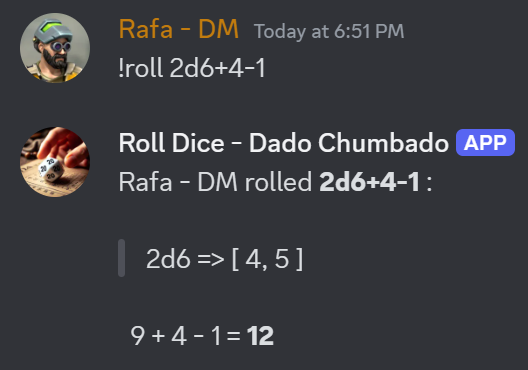 Rafa - DM Today at 6:51 PM
!roll 2d6+4-1
Roll Dice - Dado Chumbado APP
Rafa - DM rolled 2d6+4-1 :
2d6 => [ 4, 5 ]
9 + 4 - 1 = 12